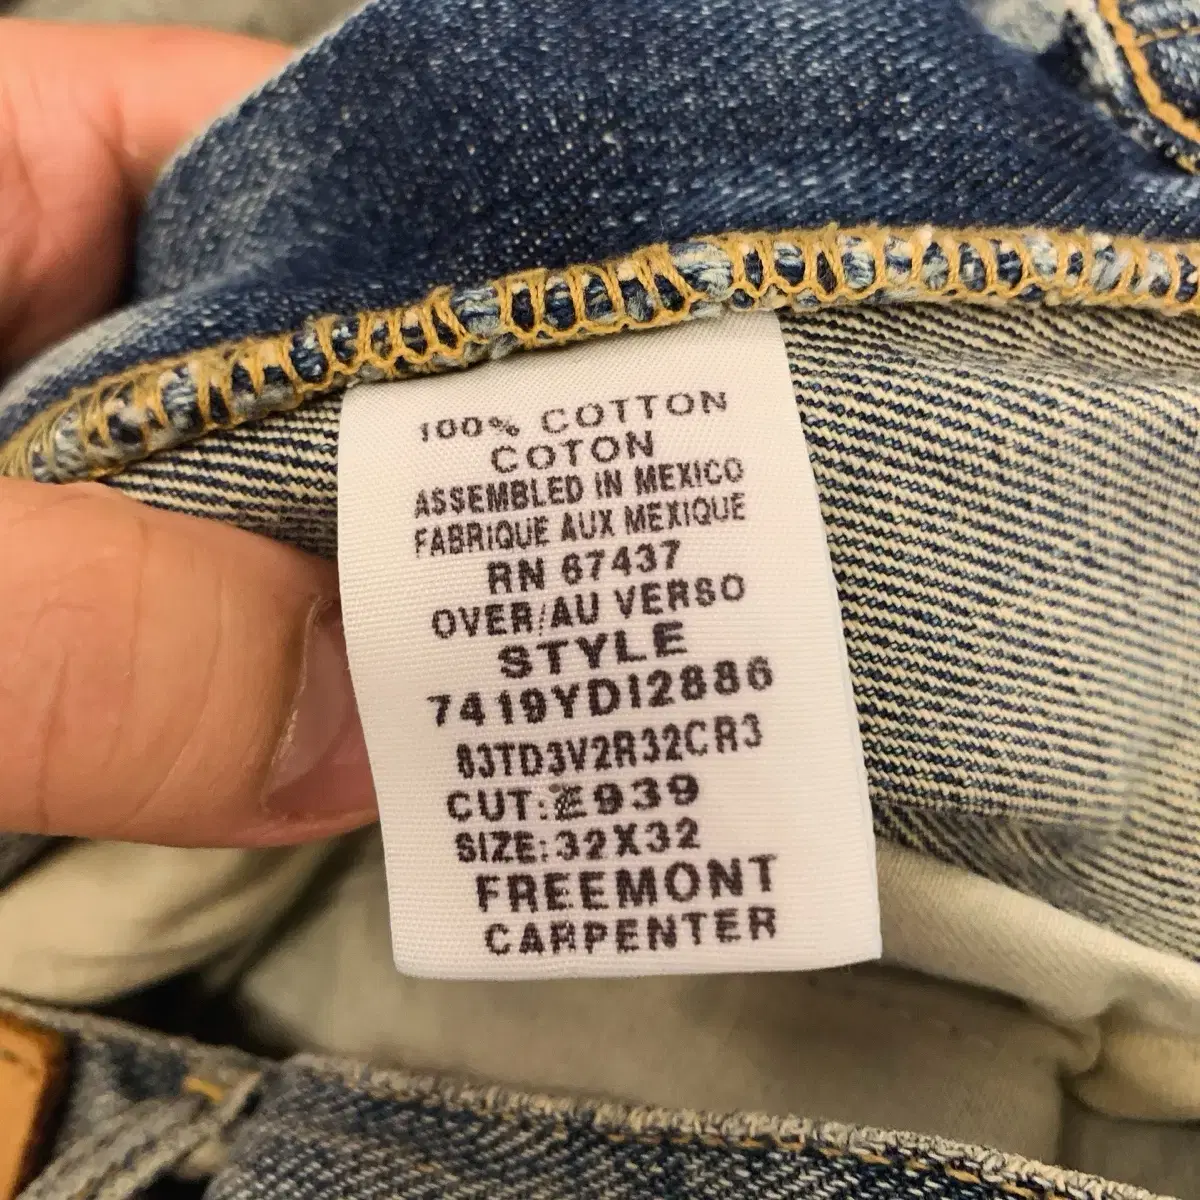 100% COTTON
COTON
ASSEMBLED IN MEXICO
FABRIQUE AUX MEXIQUE
RN 67437
OVER/AU VERSO
STYLE
7419YDI2886
83TD3V2R32CR3
CUT:E939
SIZE:32X32
FREEMONT
CARPENTER